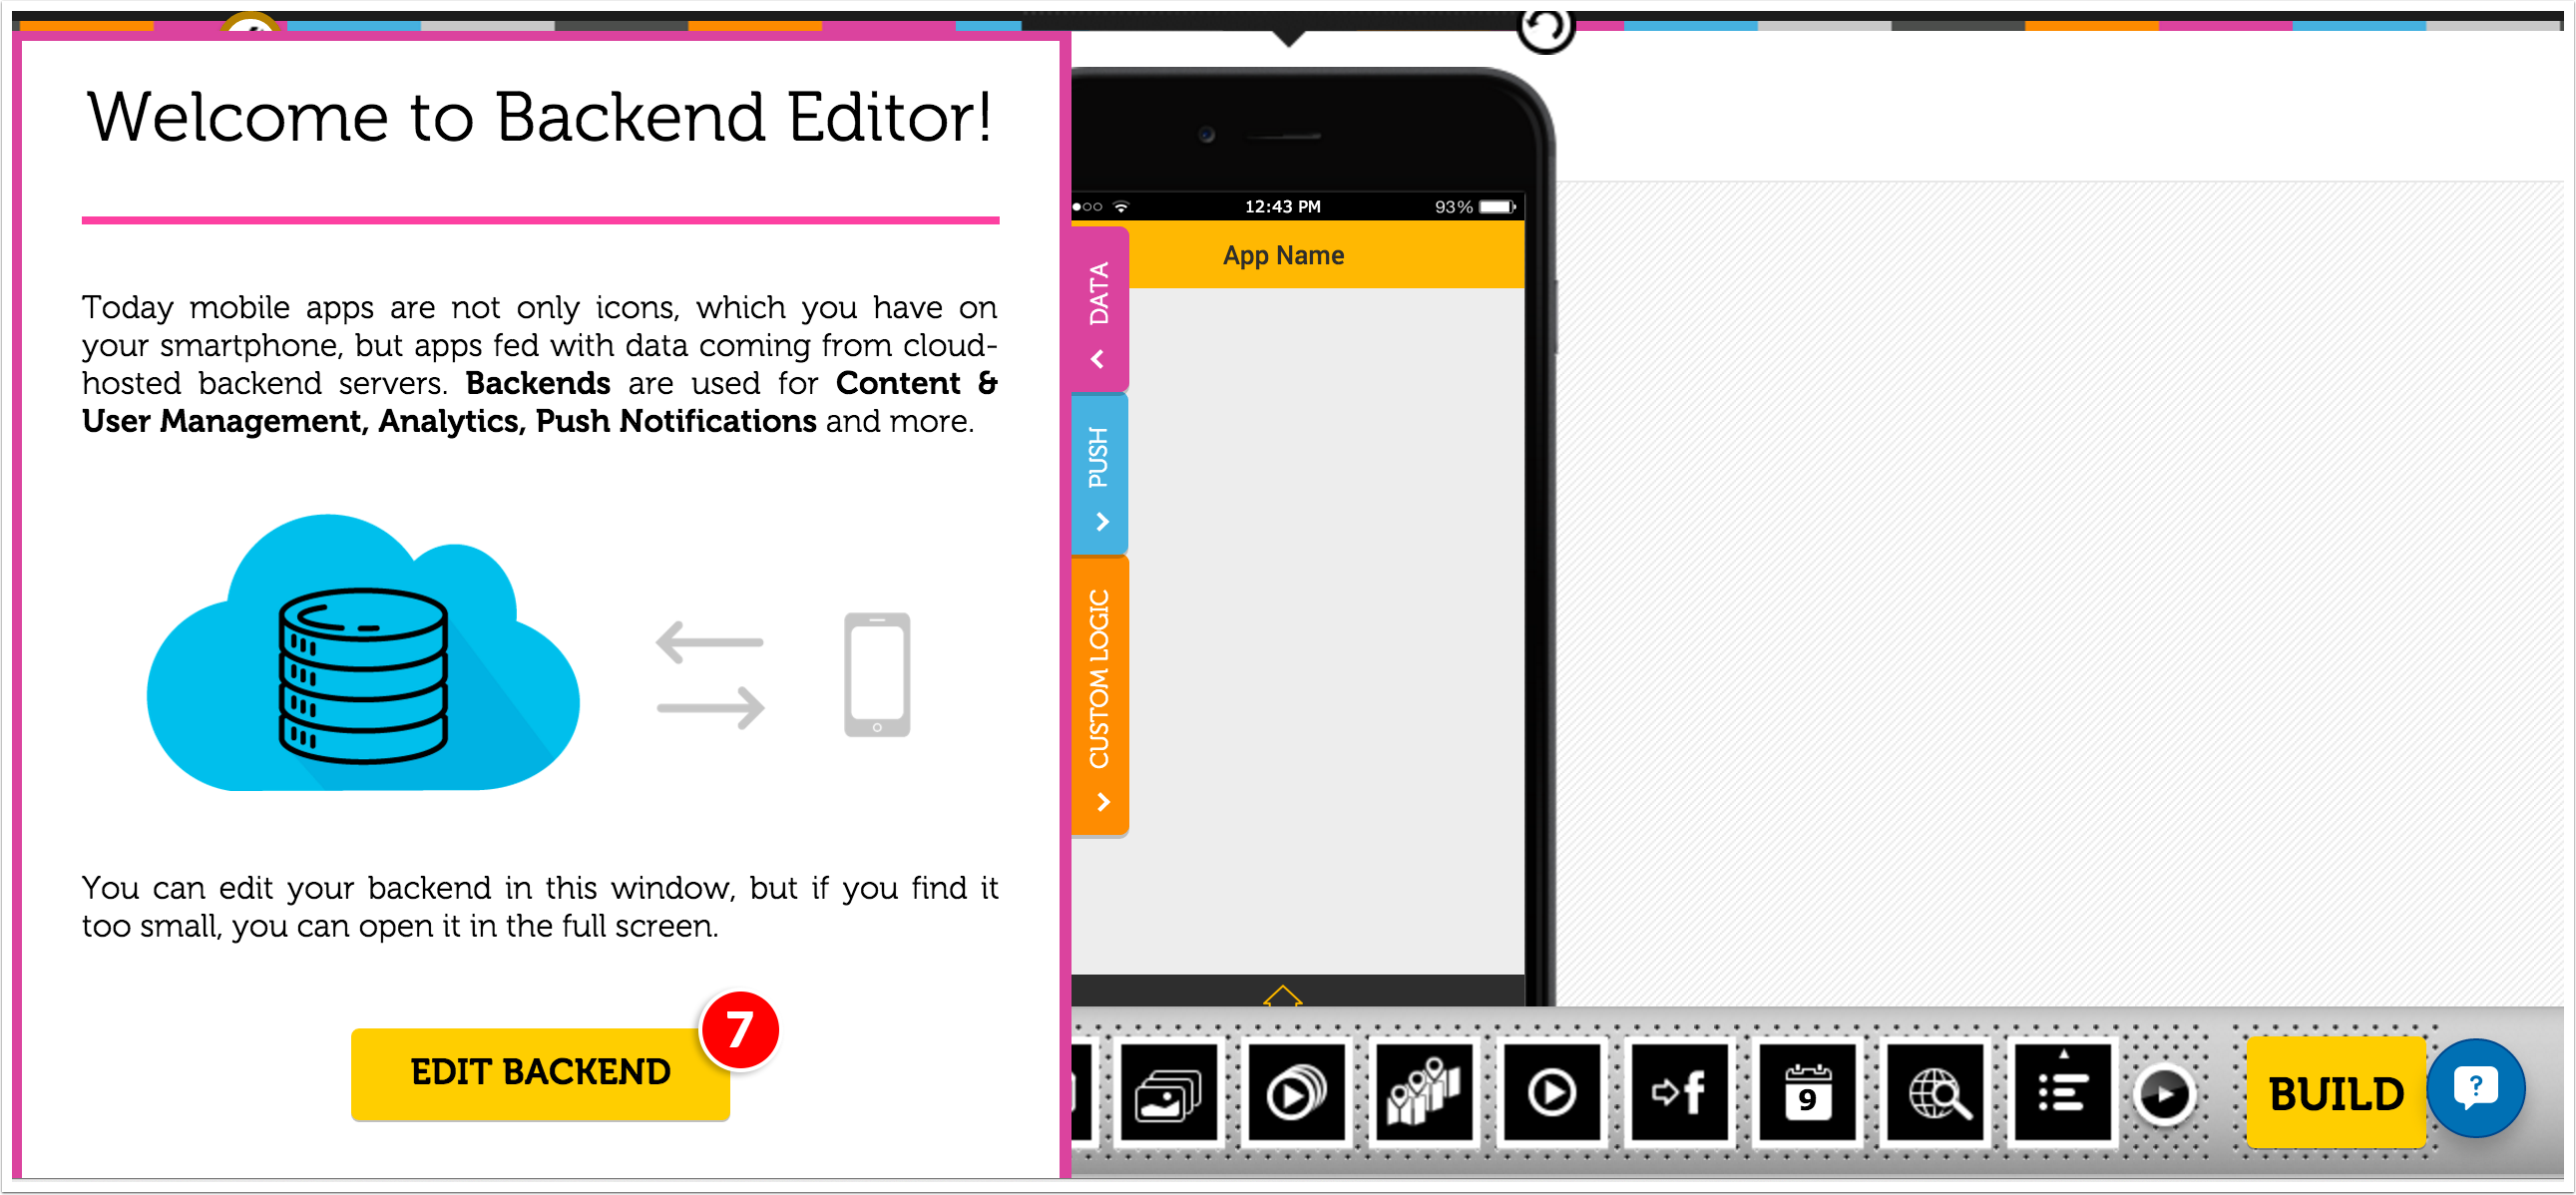 Welcome to Backend Editor!
Today mobile apps are not only icons, which you have on
your smartphone, but apps fed with data coming from cloud-
hosted backend servers. Backends are used for Content &
User Management, Analytics, Push Notifications and more.
You can edit your backend in this window, but if you find it
too small, you can open it in the full screen.
EDIT BACKEND
7
12:43 PM
93%
App Name
DATA
PUSH
CUSTOM LOGIC
f
9
BUILD
?